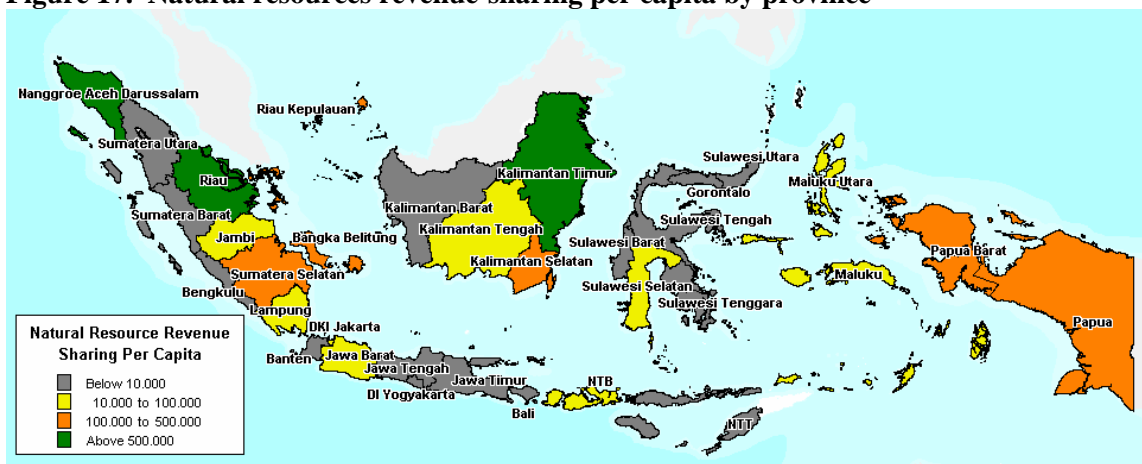 Figure 17. Natural resources revenue sharing per capita by province
Nanggroe Aceh Darussalam
Riau Kepulauan
Sumatera Utara
Sulawesi Utara
Kalimantan Timur
Riau
Maluku Utara
Gorontalo
Kalimantan Barat
Sumatera Barat
Sulawesi Tengah
Kalimantan Tengah
Jambi
Bangka Belitung
Sulawesi Barat
Papua Barat
Kalimantan Selatan
Sumatera Selatan
Maluku
Sulawesi Selatan
Bengkulu
Sulawesi Tenggara
Lampung
Papua
DKI Jakarta
Banten
Jawa Barat
Jawa Tengah
Jawa Timur
NTB
DI Yogyakarta
Bali
NTT
Natural Resource Revenue
Sharing Per Capita
Below 10.000
10.000 to 100.000
100.000 to 500.000
Above 500.000